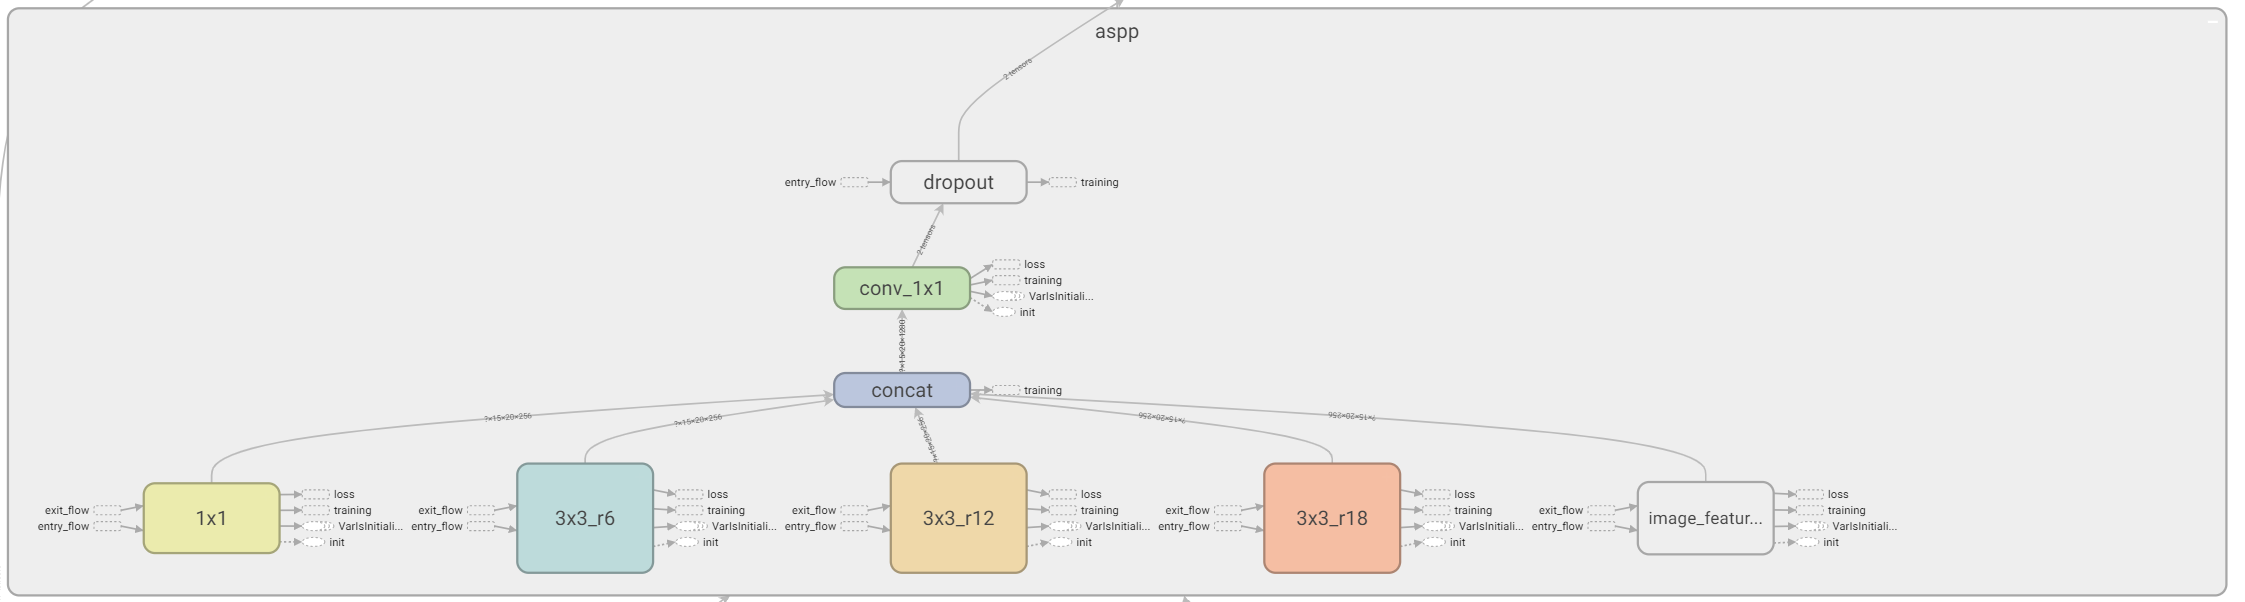 aspp
2 tensors
entry_flow
dropout
training
2 tensors
conv_1x1
loss
training
VarIsInitiali...
init
?×15×20×1280
concat
training
?×15×20×256
?×15×20×256
?×15×20×256
?×15×20×256
?×15×20×256
exit_flow
entry_flow
1x1
loss
training
VarIsInitiali...
init
exit_flow
entry_flow
3x3_r6
loss
training
VarIsInitiali...
init
exit_flow
entry_flow
3x3_r12
loss
training
VarIsInitiali...
init
exit_flow
entry_flow
3x3_r18
loss
training
VarIsInitiali...
init
exit_flow
entry_flow
image_featur...
loss
training
VarIsInitiali...
init